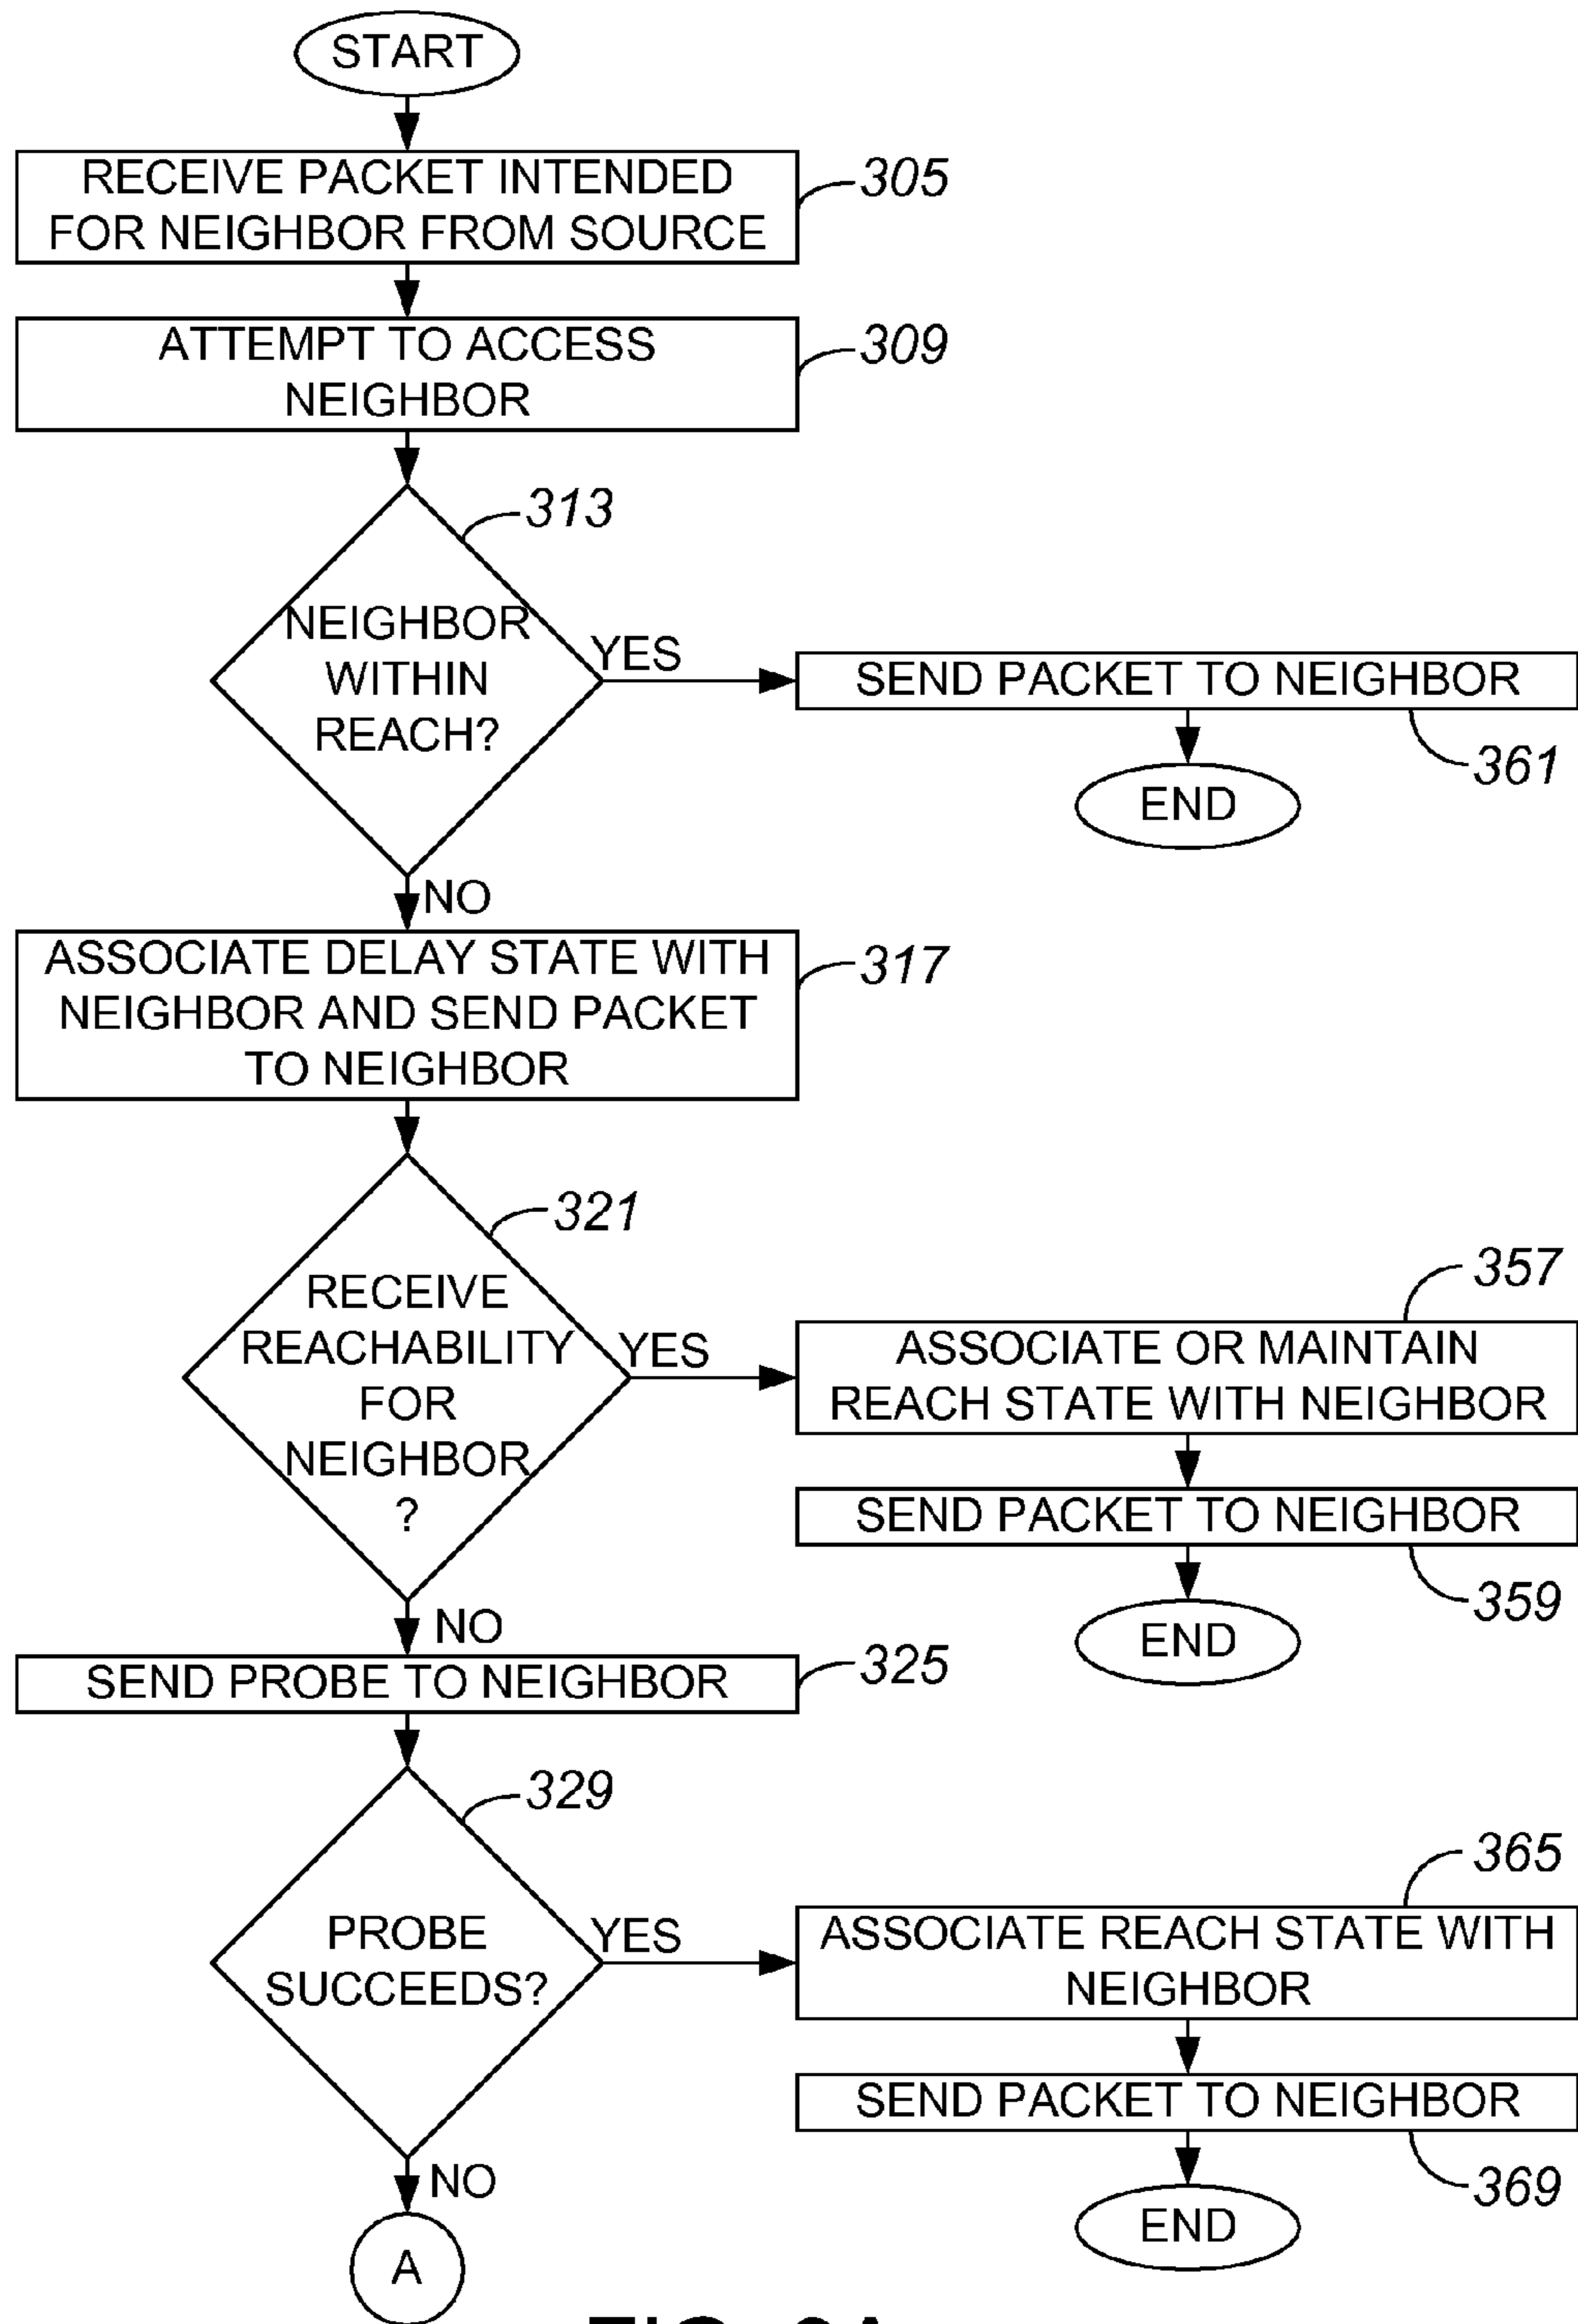 START
RECEIVE PACKET INTENDED
FOR NEIGHBOR FROM SOURCE
305
ATTEMPT TO ACCESS
NEIGHBOR
309
313
NEIGHBOR
WITHIN
REACH?
YES
SEND PACKET TO NEIGHBOR
361
END
NO
ASSOCIATE DELAY STATE WITH
NEIGHBOR AND SEND PACKET
TO NEIGHBOR
317
321
RECEIVE
REACHABILITY
FOR
NEIGHBOR
?
YES
357
ASSOCIATE OR MAINTAIN
REACH STATE WITH NEIGHBOR
SEND PACKET TO NEIGHBOR
359
END
NO
SEND PROBE TO NEIGHBOR
325
329
PROBE
SUCCEEDS?
YES
365
ASSOCIATE REACH STATE WITH
NEIGHBOR
SEND PACKET TO NEIGHBOR
369
END
NO
A